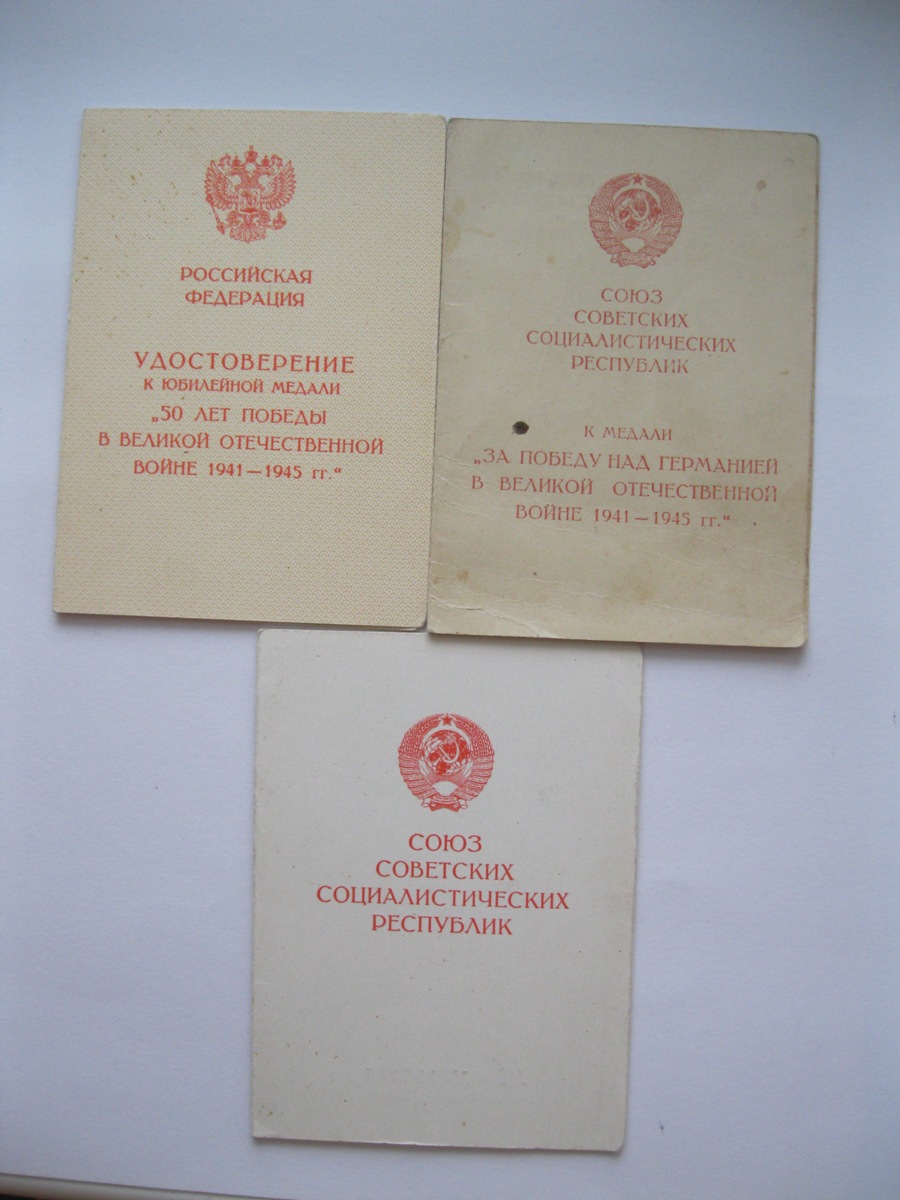 РОССИЙСКАЯ
ФЕДЕРАЦИЯ
УДОСТОВЕРЕНИЕ
К ЮБИЛЕЙНОЙ МЕДАЛИ
„50 ЛЕТ ПОБЕДЫ
В ВЕЛИКОЙ ОТЕЧЕСТВЕННОЙ
ВОЙНЕ 1941—1945 гг.“
СОЮЗ
СОВЕТСКИХ
СОЦИАЛИСТИЧЕСКИХ
РЕСПУБЛИК
К МЕДАЛИ
„ЗА ПОБЕДУ НАД ГЕРМАНИЕЙ
В ВЕЛИКОЙ ОТЕЧЕСТВЕННОЙ
ВОЙНЕ 1941—1945 гг.“
СОЮЗ
СОВЕТСКИХ
СОЦИАЛИСТИЧЕСКИХ
РЕСПУБЛИК